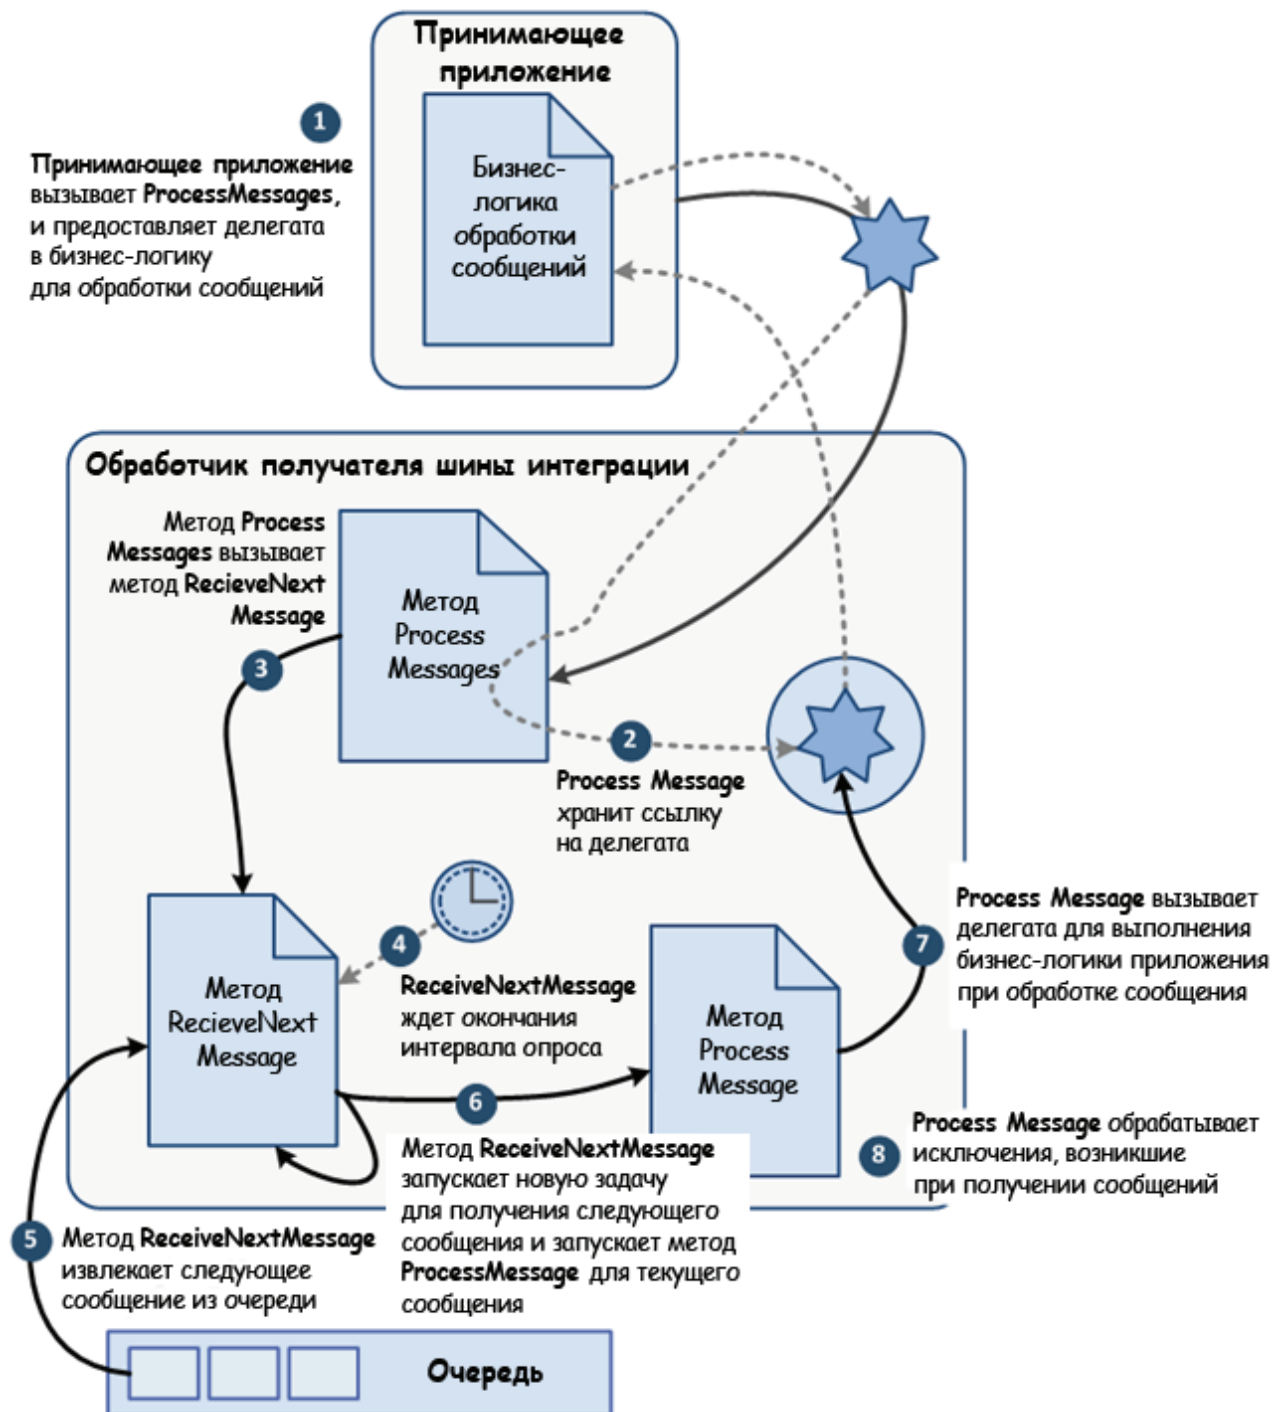 Принимающее
приложение
1
Принимающее приложение
вызывает ProcessMessages,
и предоставляет делегата
в бизнес-логику
для обработки сообщений
Бизнес-
логика
обработки
сообщений
Обработчик получателя шины интеграции
Метод Process
Messages вызывает
метод RecieveNext
Message
Метод
Process
Messages
3
2
Process Message
хранит ссылку
на делегата
4
ReceiveNextMessage
ждет окончания
интервала опроса
Метод
RecieveNext
Message
Метод
Process
Message
7
Process Message вызывает
делегата для выполнения
бизнес-логики приложения
при обработке сообщения
6
Метод ReceiveNextMessage
запускает новую задачу
для получения следующего
сообщения и запускает метод
ProcessMessage для текущего
сообщения
8
Process Message обрабатывает
исключения, возникшие
при получении сообщений
5
Метод ReceiveNextMessage
извлекает следующее
сообщение из очереди
Очередь